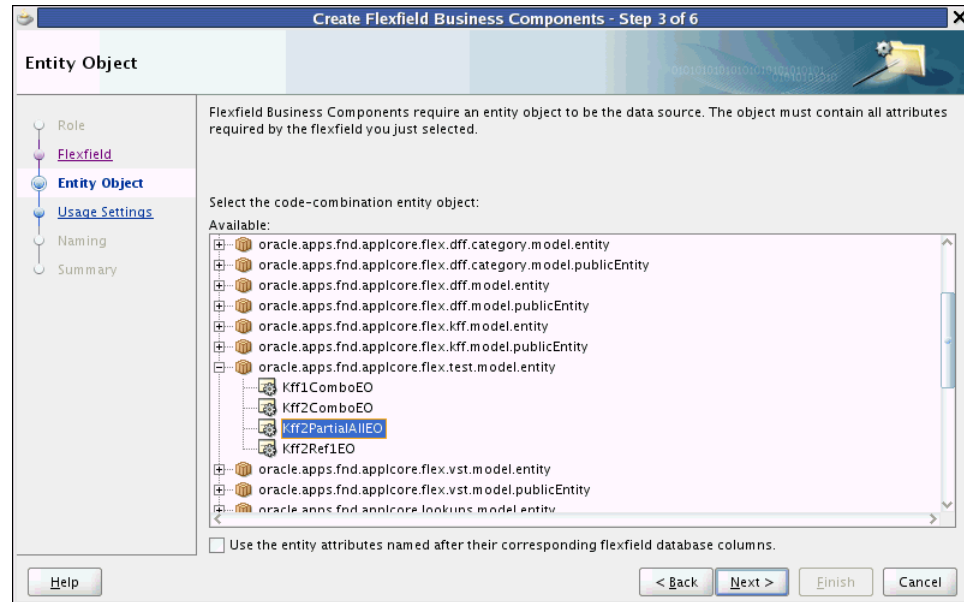 Create Flexfield Business Components - Step 3 of 6
Entity Object
Role
Flexfield
Entity Object
Usage Settings
Naming
Summary
Flexfield Business Components require an entity object to be the data source. The object must contain all attributes
required by the flexfield you just selected.
Select the code-combination entity object:
Available:
oracle.apps.fnd.applcore.flex.dff.category.model.entity
oracle.apps.fnd.applcore.flex.dff.category.model.publicEntity
oracle.apps.fnd.applcore.flex.dff.model.entity
oracle.apps.fnd.applcore.flex.dff.model.publicEntity
oracle.apps.fnd.applcore.flex.kff.model.entity
oracle.apps.fnd.applcore.flex.kff.model.publicEntity
oracle.apps.fnd.applcore.flex.test.model.entity
Kff1ComboEO
Kff2ComboEO
Kff2PartialAllEO
Kff2Ref1EO
oracle.apps.fnd.applcore.flex.vst.model.entity
oracle.apps.fnd.applcore.flex.vst.model.publicEntity
oracle.apps.fnd.applcore.lookups.model.entity
Use the entity attributes named after their corresponding flexfield database columns.
Help
< Back
Next >
Finish
Cancel